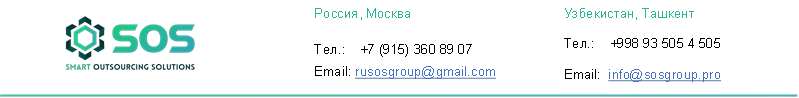 SOS
SMART OUTSOURCING SOLUTIONS
Россия, Москва
Тел.: +7 (915) 360 89 07
Email: rusosgroup@gmail.com
Узбекистан, Ташкент
Тел.: +998 93 505 4 505
Email: info@sosgroup.pro